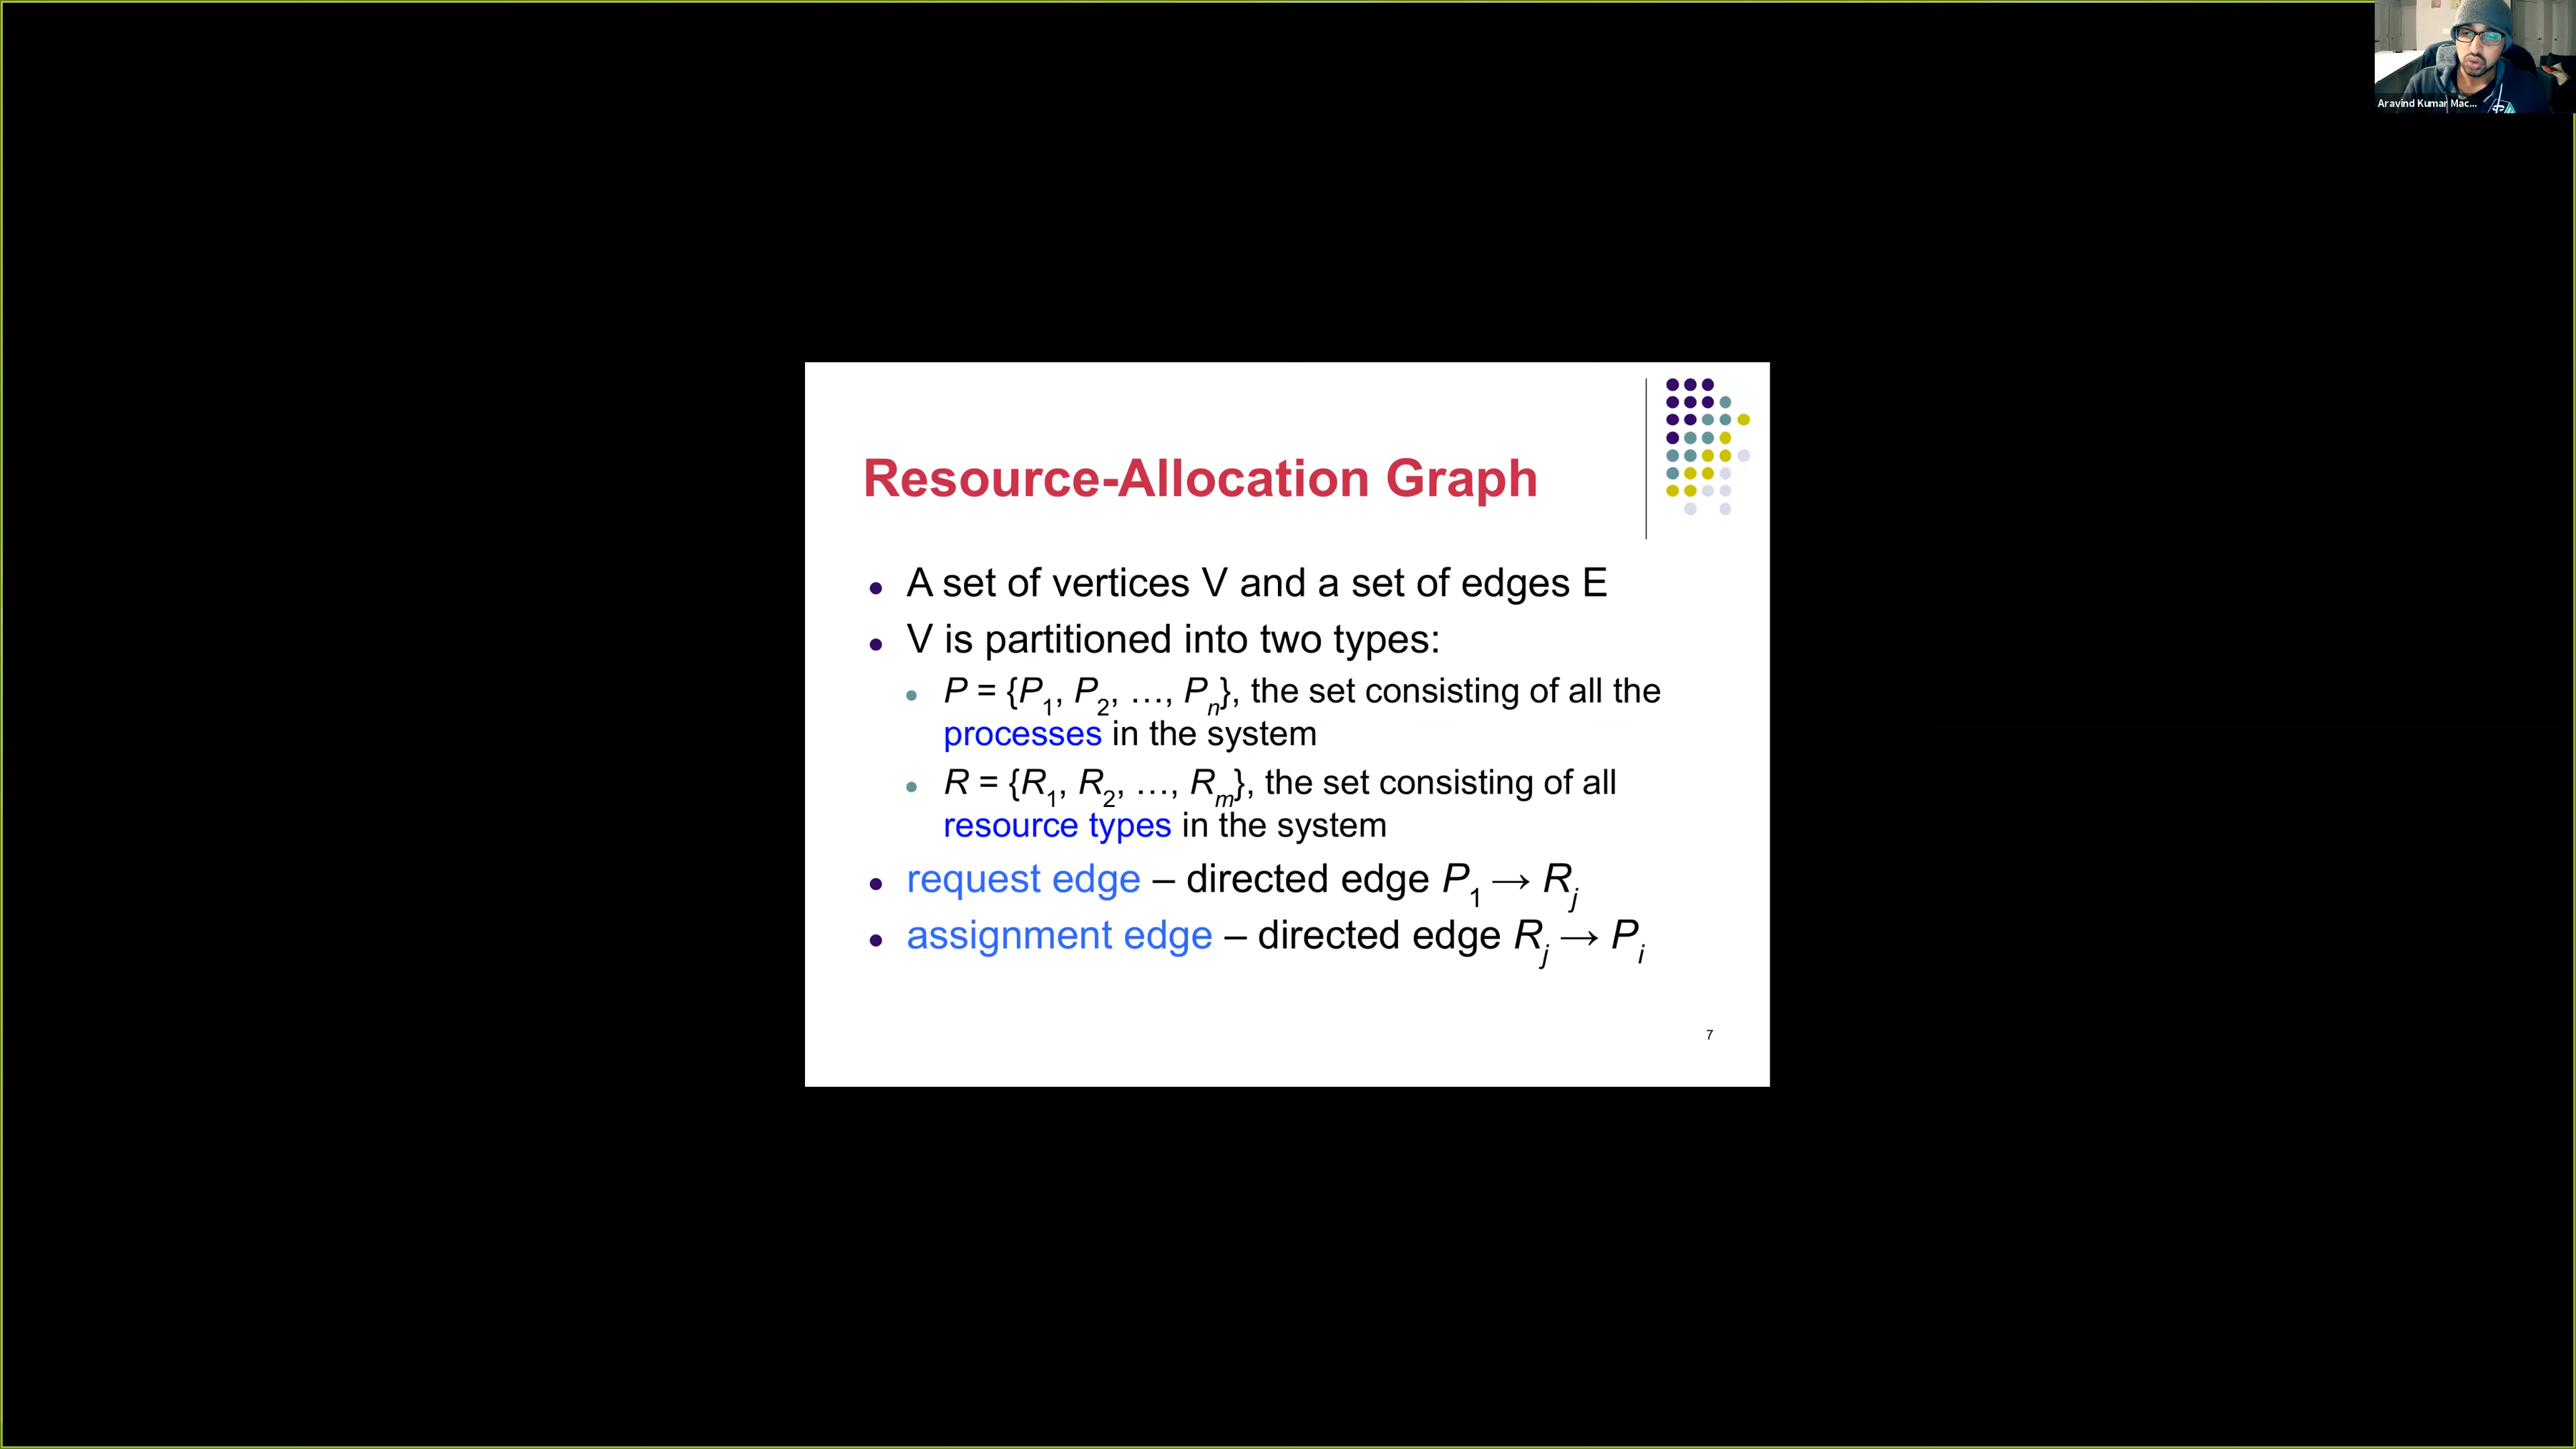 Aravind Kumar Mac...
Resource-Allocation Graph
● A set of vertices V and a set of edges E
● V is partitioned into two types:
● P = {P1, P2, …, Pn}, the set consisting of all the
processes in the system
● R = {R1, R2, …, Rm}, the set consisting of all
resource types in the system
● request edge – directed edge P1 → Rj
● assignment edge – directed edge Rj → Pi
7